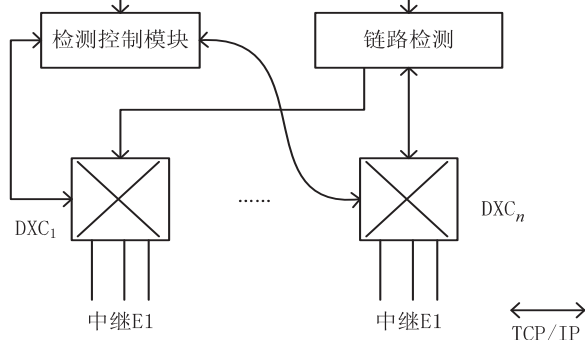 检测控制模块
链路检测
......
DXC1
DXCn
中继E1
中继E1
TCP/IP